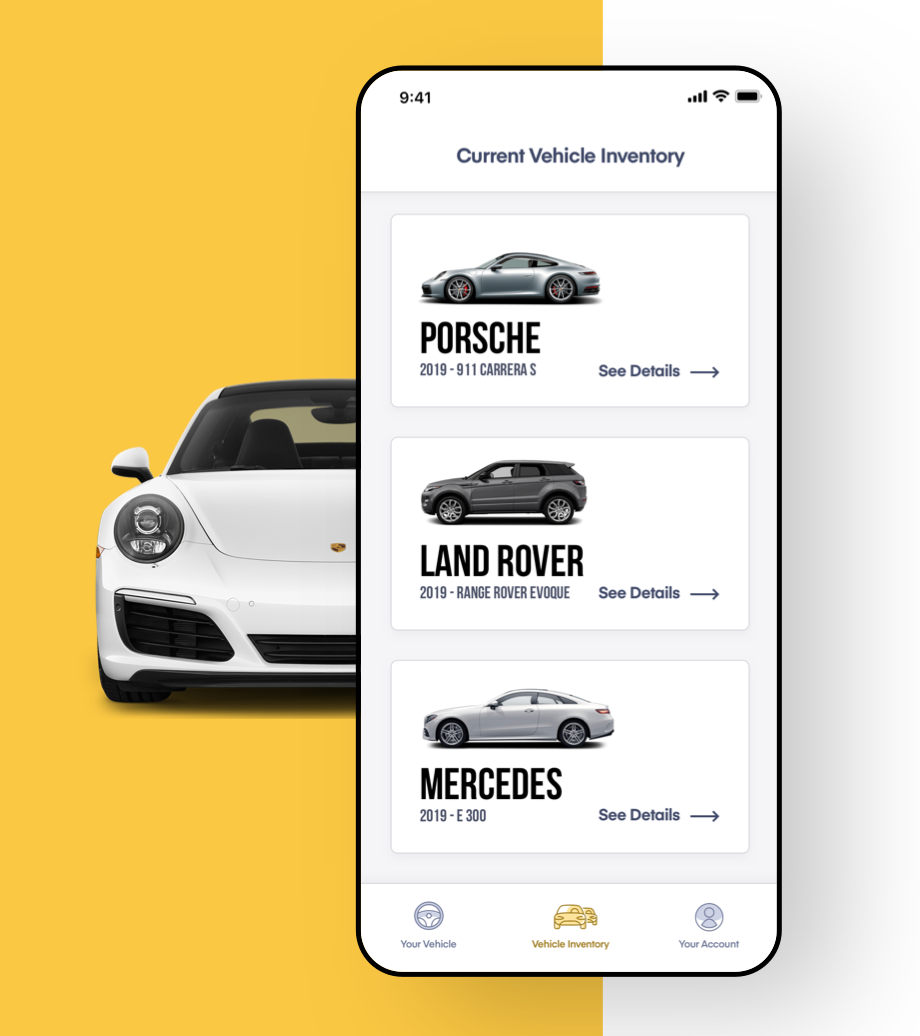 9:41
Current Vehicle Inventory
PORSCHE
2019 - 911 CARRERA S
See Details
LAND ROVER
2019 - RANGE ROVER EVOQUE
See Details
MERCEDES
2019 - E 300
See Details
Your Vehicle
Vehicle Inventory
Your Account